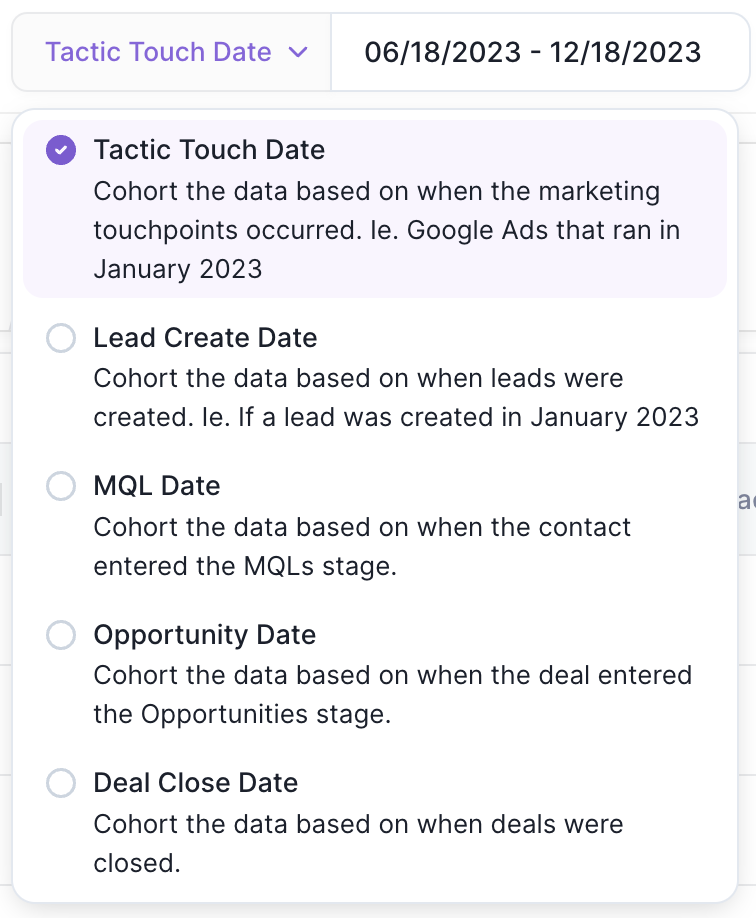 Tactic Touch Date 06/18/2023 - 12/18/2023
Tactic Touch Date
Cohort the data based on when the marketing
touchpoints occurred. Ie. Google Ads that ran in
January 2023
Lead Create Date
Cohort the data based on when leads were
created. Ie. If a lead was created in January 2023
MQL Date
Cohort the data based on when the contact
entered the MQLs stage.
Opportunity Date
Cohort the data based on when the deal entered
the Opportunities stage.
Deal Close Date
Cohort the data based on when deals were
closed.